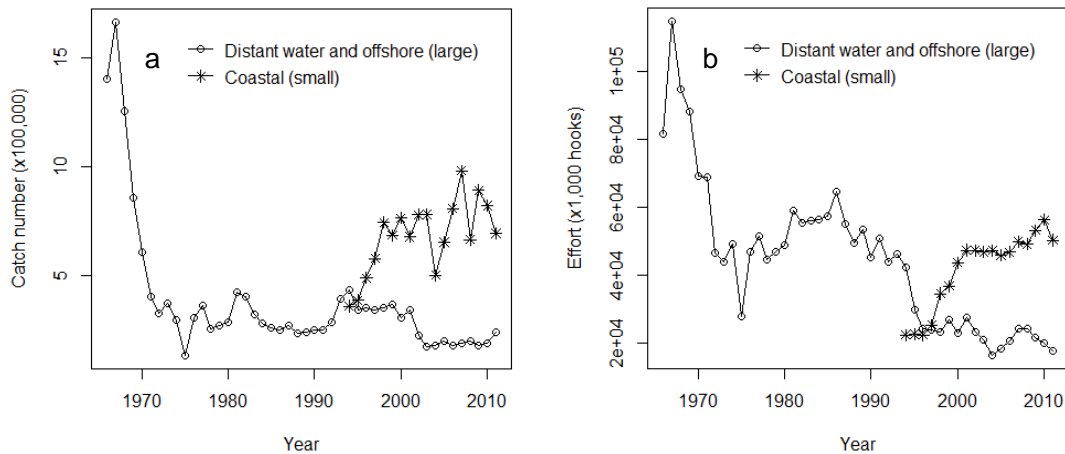 a
Distant water and offshore (large)
Coastal (small)
Catch number (x100,000)
15
10
5
1970
1980
1990
2000
2010
Year
b
Distant water and offshore (large)
Coastal (small)
Effort (x1,000 hooks)
1e+05
8e+04
6e+04
4e+04
2e+04
1970
1980
1990
2000
2010
Year